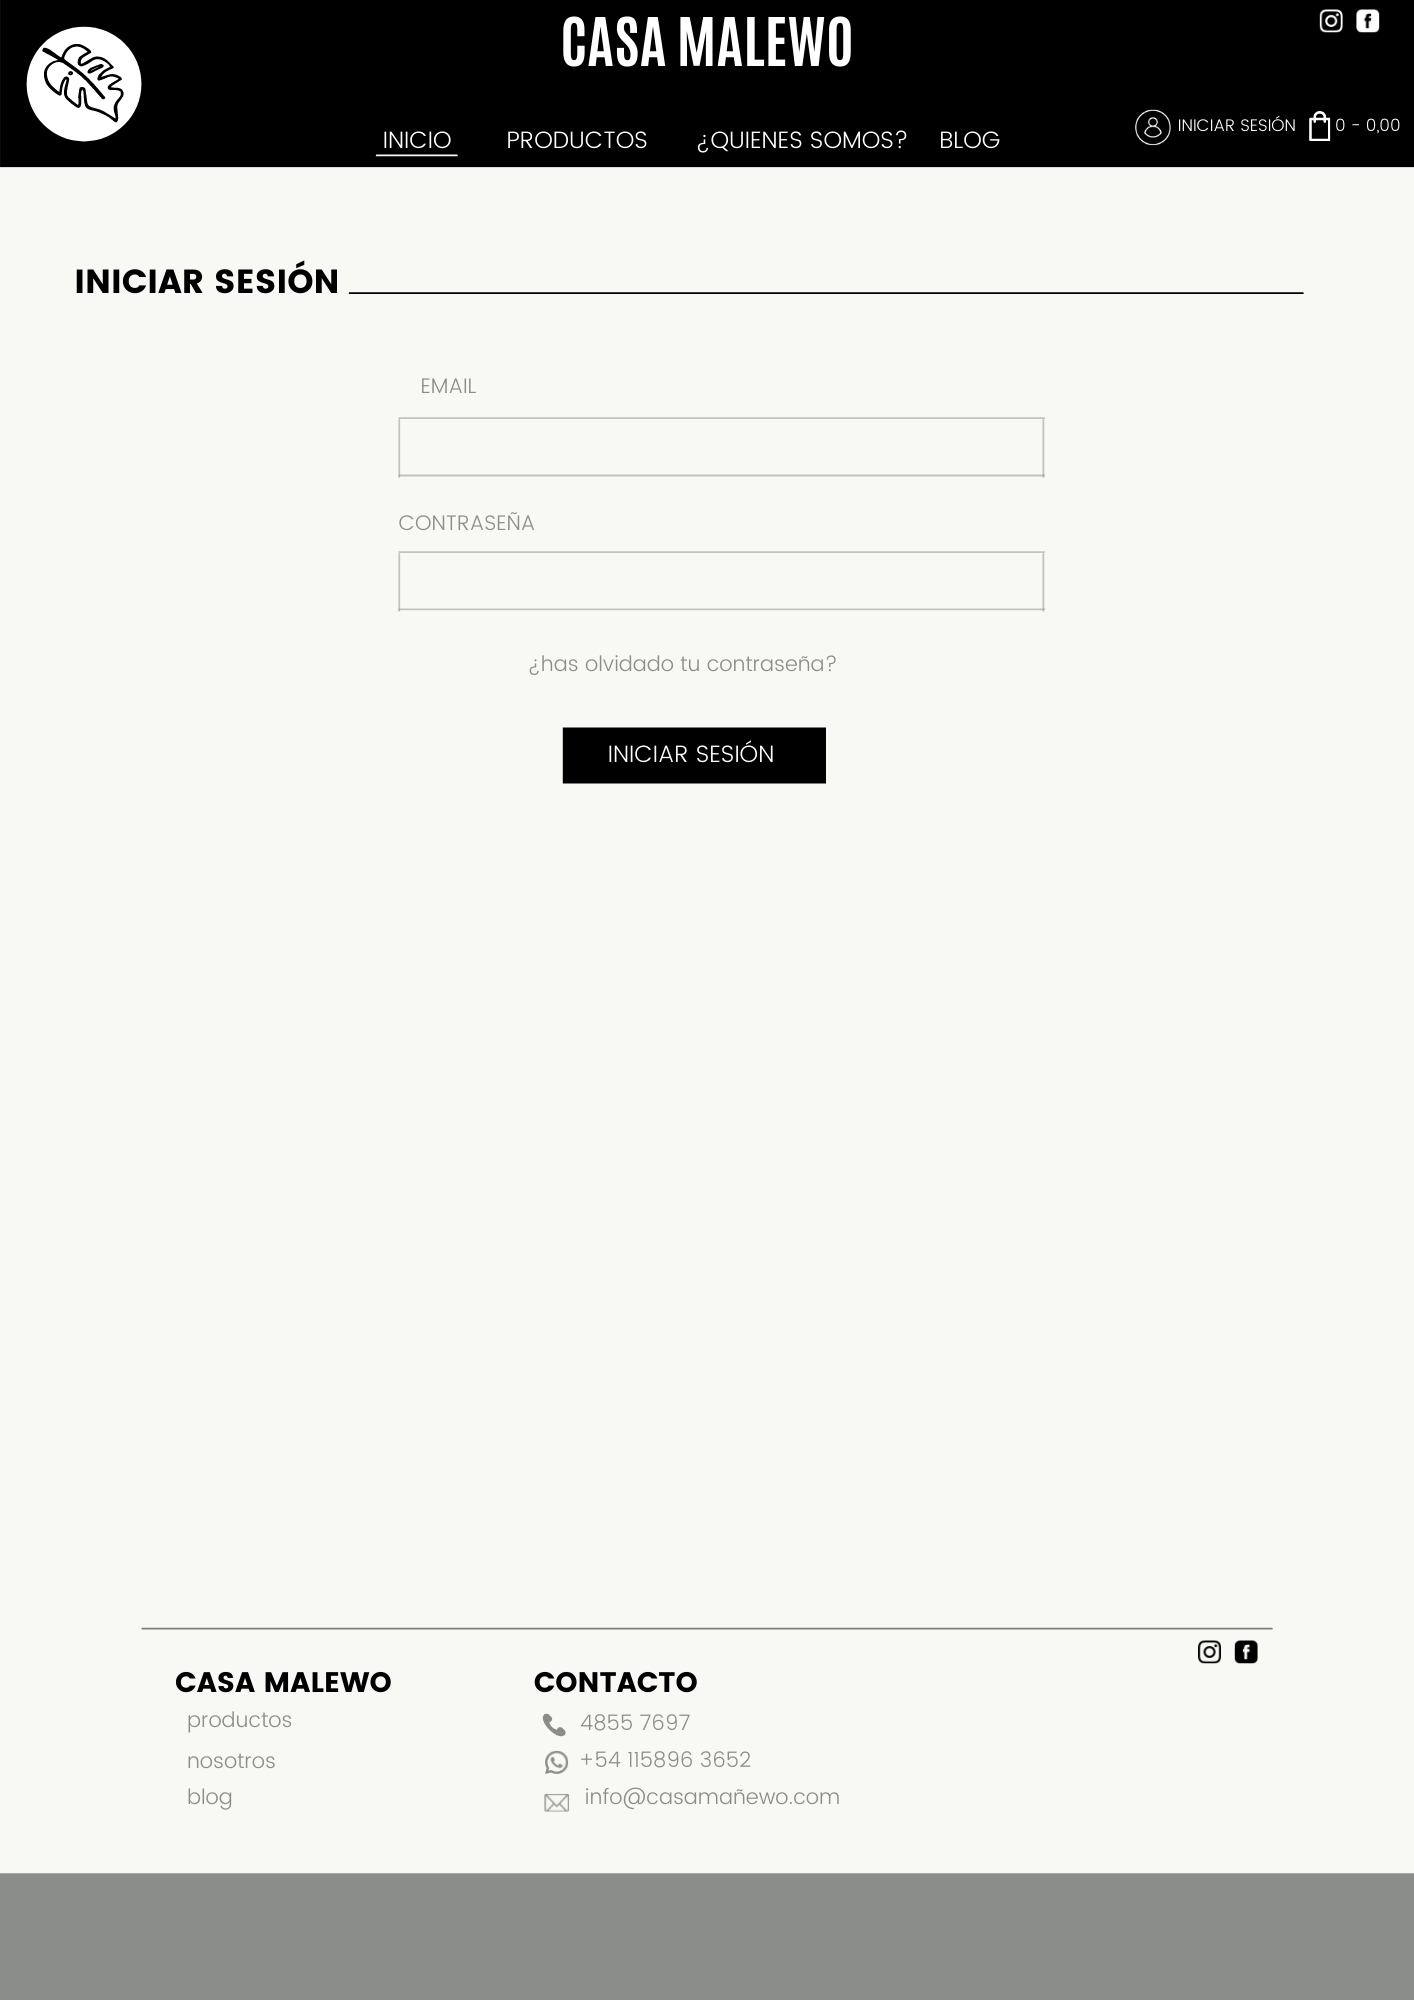 CASA MALEWO
INICIO PRODUCTOS ¿QUIENES SOMOS? BLOG
INICIAR SESIÓN 0 - 0,00
INICIAR SESIÓN
EMAIL
CONTRASEÑA
¿has olvidado tu contraseña?
INICIAR SESIÓN
CASA MALEWO
productos
nosotros
blog
CONTACTO
4855 7697
+54 115896 3652
info@casamañewo.com